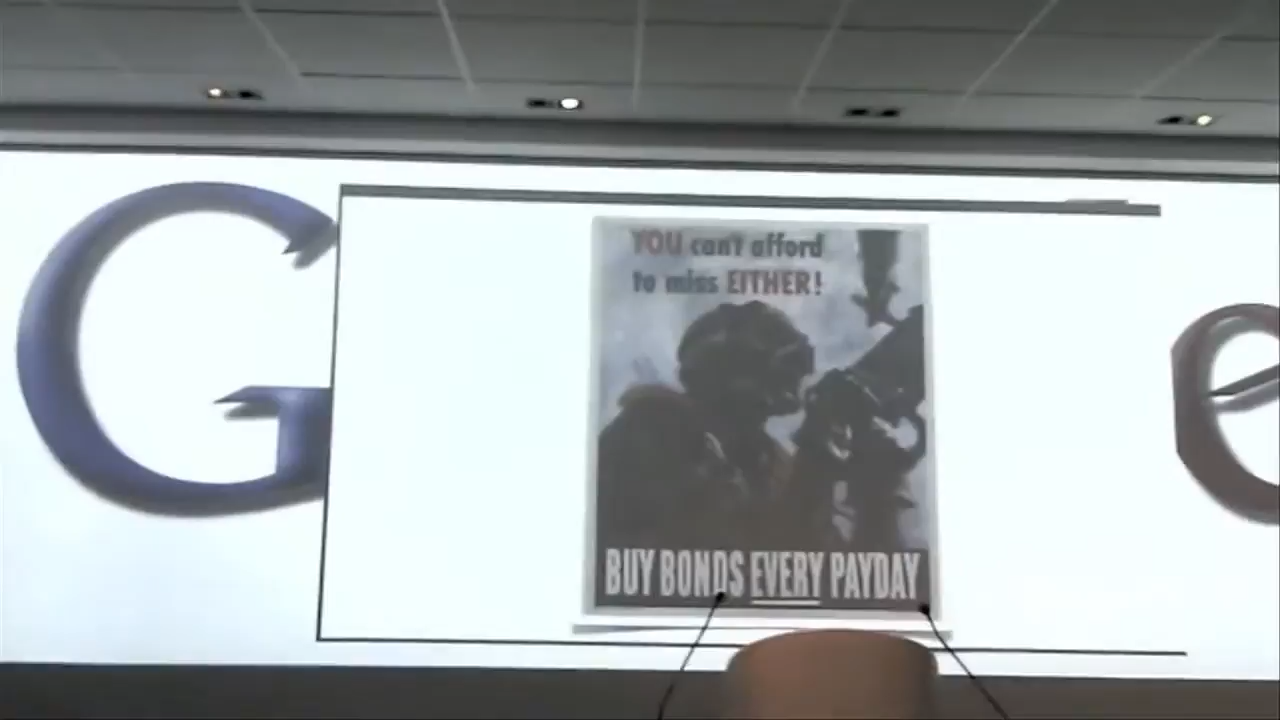 G
e
YOU can't afford
to miss EITHER!
BUY BONDS EVERY PAYDAY